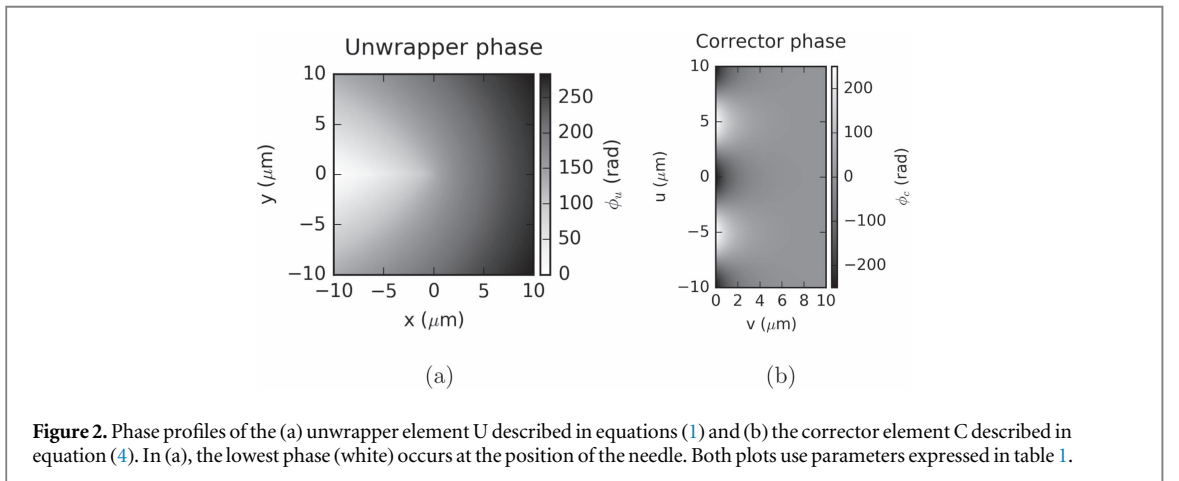 Unwrapper phase
10
5
0
−5
−10
y (μm)
−10 −5 0 5 10
x (μm)
250
200
150
100
50
0
ϕu (rad)
(a)
Corrector phase
10
5
0
−5
−10
u (μm)
0 2 4 6 8 10
v (μm)
200
100
0
−100
−200
ϕc (rad)
(b)
Figure 2. Phase profiles of the (a) unwrapper element U described in equations (1) and (b) the corrector element C described in
equation (4). In (a), the lowest phase (white) occurs at the position of the needle. Both plots use parameters expressed in table 1.